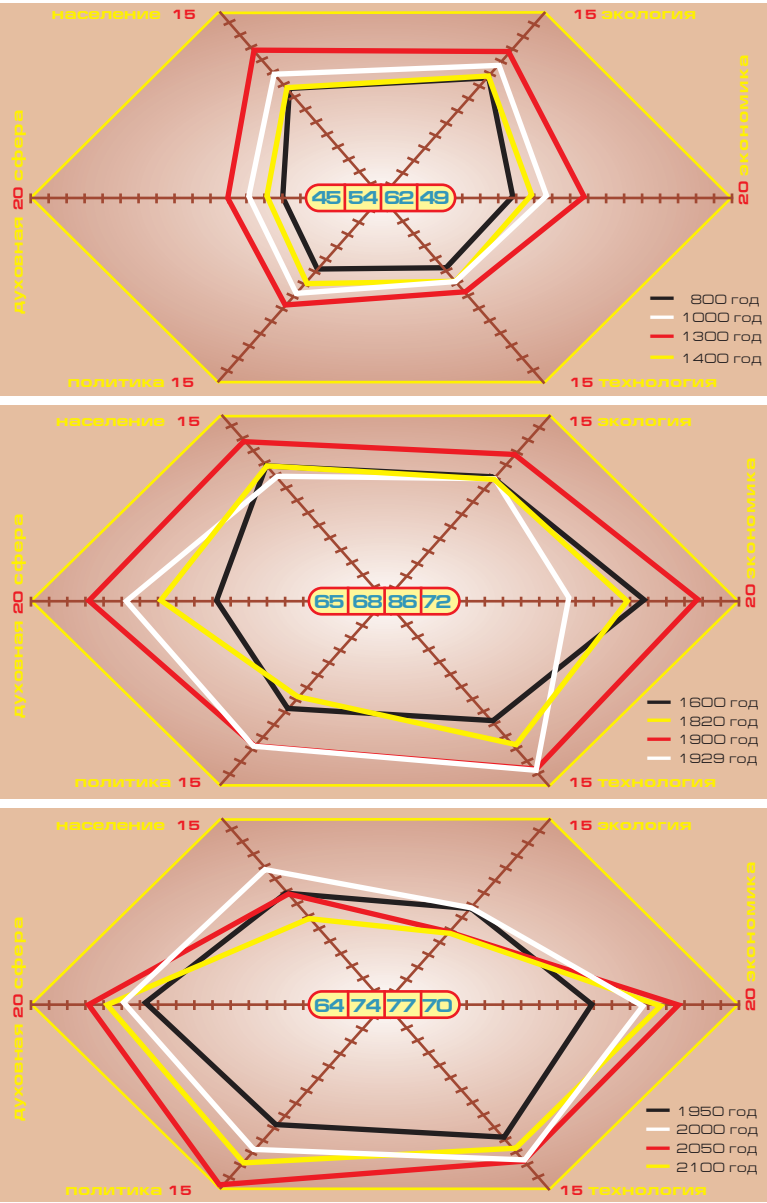 население 15
15 экология
духовная 20 сфера
20 экономика
45 54 62 49
800 год
1000 год
1300 год
1400 год
политика 15
15 технология
население 15
15 экология
духовная 20 сфера
20 экономика
65 68 86 72
1600 год
1820 год
1900 год
1929 год
политика 15
15 технология
население 15
15 экология
духовная 20 сфера
20 экономика
64 74 77 70
1950 год
2000 год
2050 год
2100 год
политика 15
15 технология